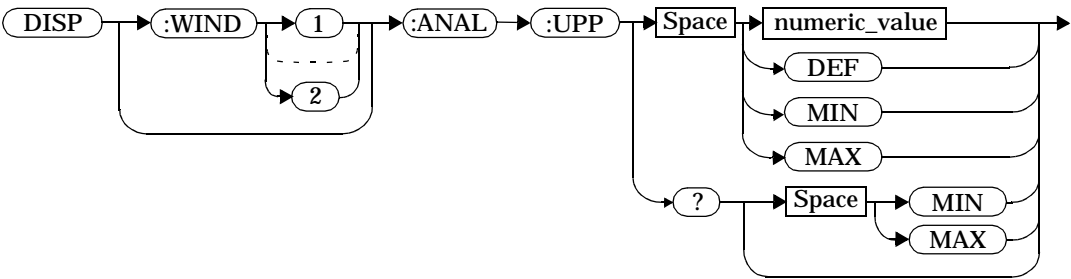 DISP :WIND 1 :ANAL :UPP Space numeric_value
DEF
2
MIN
MAX
? Space MIN
MAX